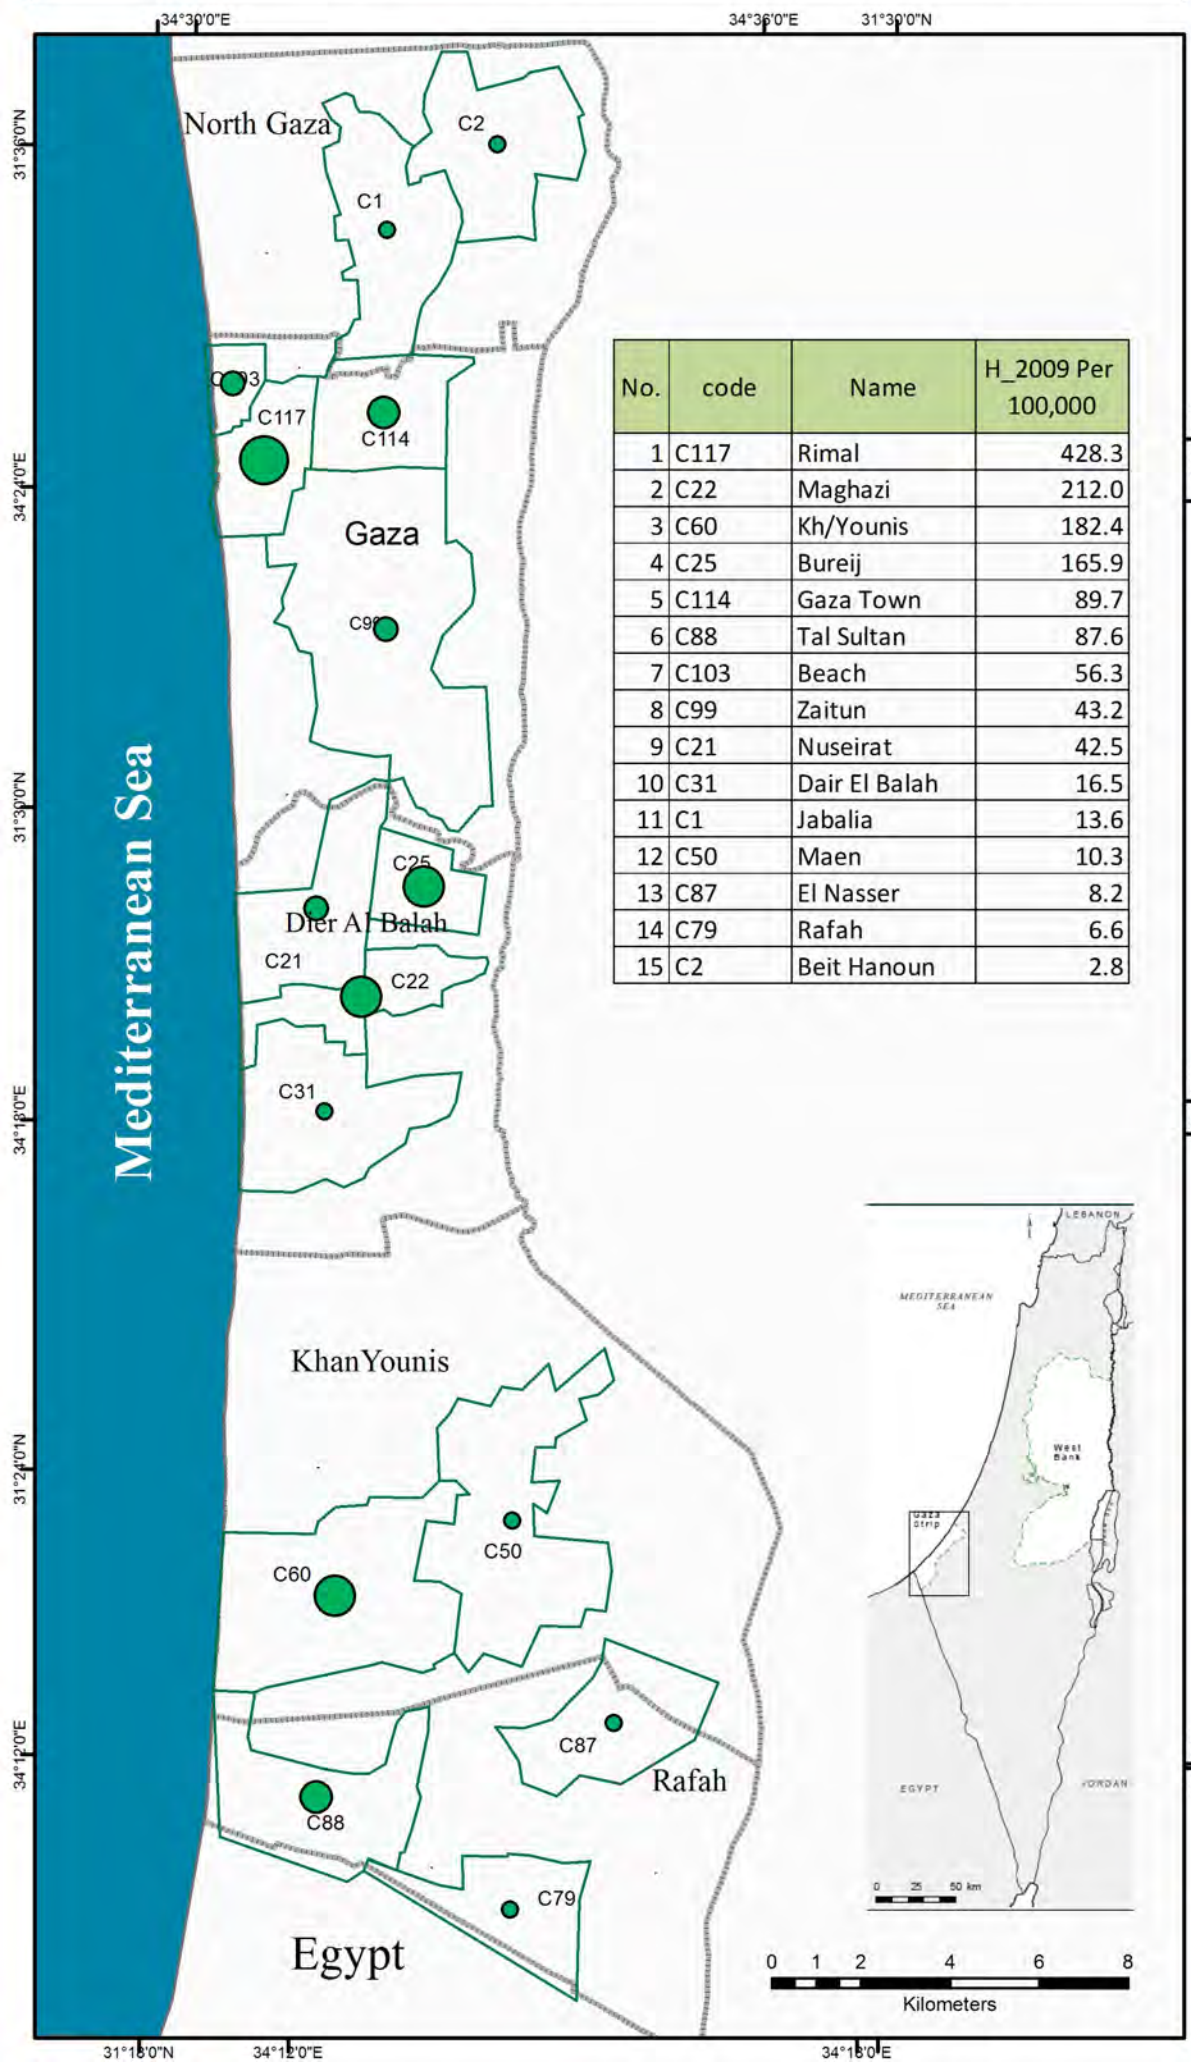 34°30'0"E
34°36'0"E
31°30'0"N
31°36'0"N
34°24'0"E
31°30'0"N
34°18'0"E
31°24'0"N
34°12'0"E
North Gaza
C2
C1
C117
C114
Gaza
C25
Dier Al Balah
C21
C22
C31
Mediterranean Sea
KhanYounis
C50
C60
C87
Rafah
C88
C79
Egypt
No. code Name H_2009 Per 100,000
1 C117 Rimal 428.3
2 C22 Maghazi 212.0
3 C60 Kh/Younis 182.4
4 C25 Bureij 165.9
5 C114 Gaza Town 89.7
6 C88 Tal Sultan 87.6
7 C103 Beach 56.3
8 C99 Zaitun 43.2
9 C21 Nuseirat 42.5
10 C31 Dair El Balah 16.5
11 C1 Jabalia 13.6
12 C50 Maen 10.3
13 C87 El Nasser 8.2
14 C79 Rafah 6.6
15 C2 Beit Hanoun 2.8
LEBANON
MEDITERRANEAN
SEA
West
Bank
Gaza
Strip
EGYPT
JORDAN
0 25 50 km
0 1 2 4 6 8
Kilometers
31°18'0"N
34°12'0"E
34°18'0"E